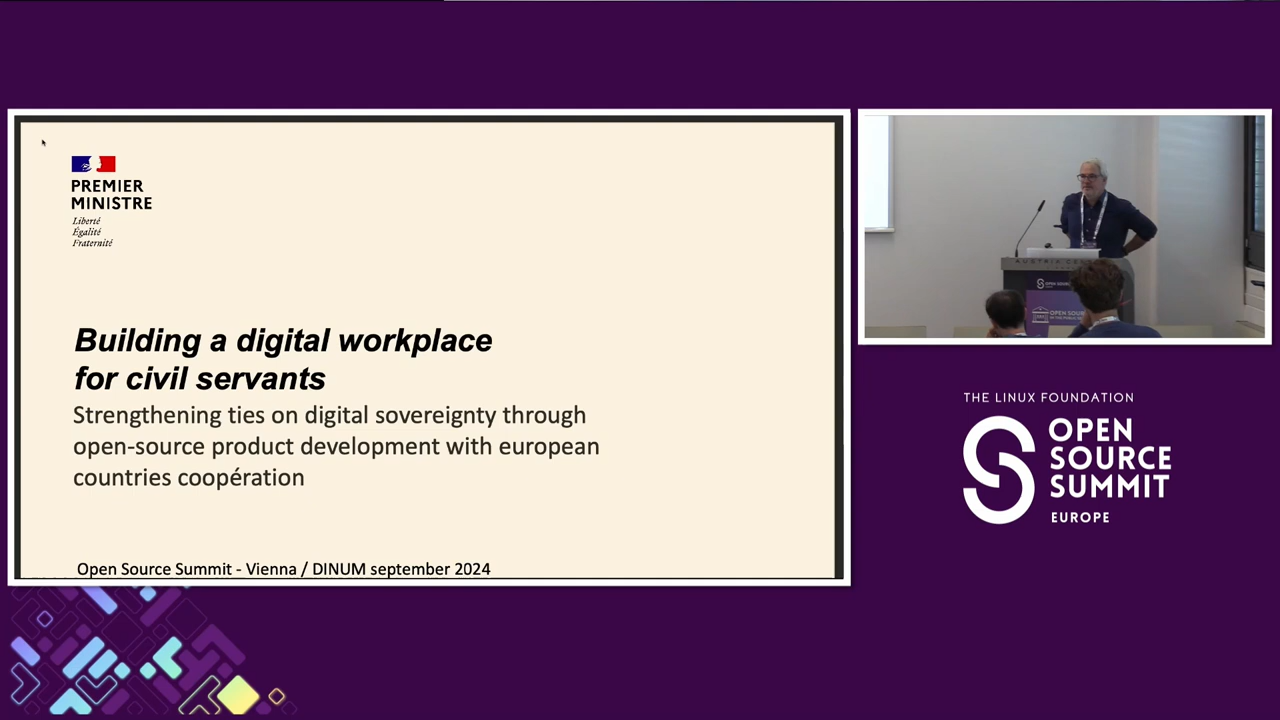 PREMIER
MINISTRE
Liberté
Égalité
Fraternité
Building a digital workplace
for civil servants
Strengthening ties on digital sovereignty through
open-source product development with european
countries coopération
Open Source Summit - Vienna / DINUM september 2024
THE LINUX FOUNDATION
OPEN
SOURCE
SUMMIT
EUROPE